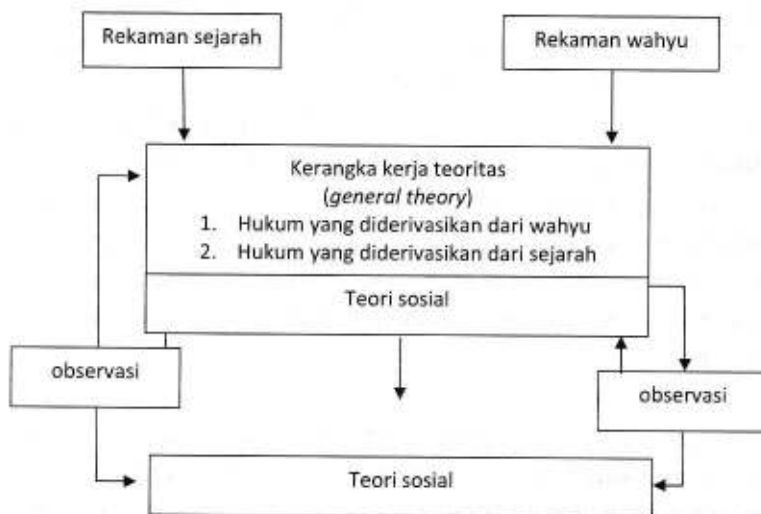 Rekaman sejarah
Rekaman wahyu
Kerangka kerja teoritas
(general theory)
1. Hukum yang diderivasikan dari wahyu
2. Hukum yang diderivasikan dari sejarah
Teori sosial
observasi
observasi
Teori sosial